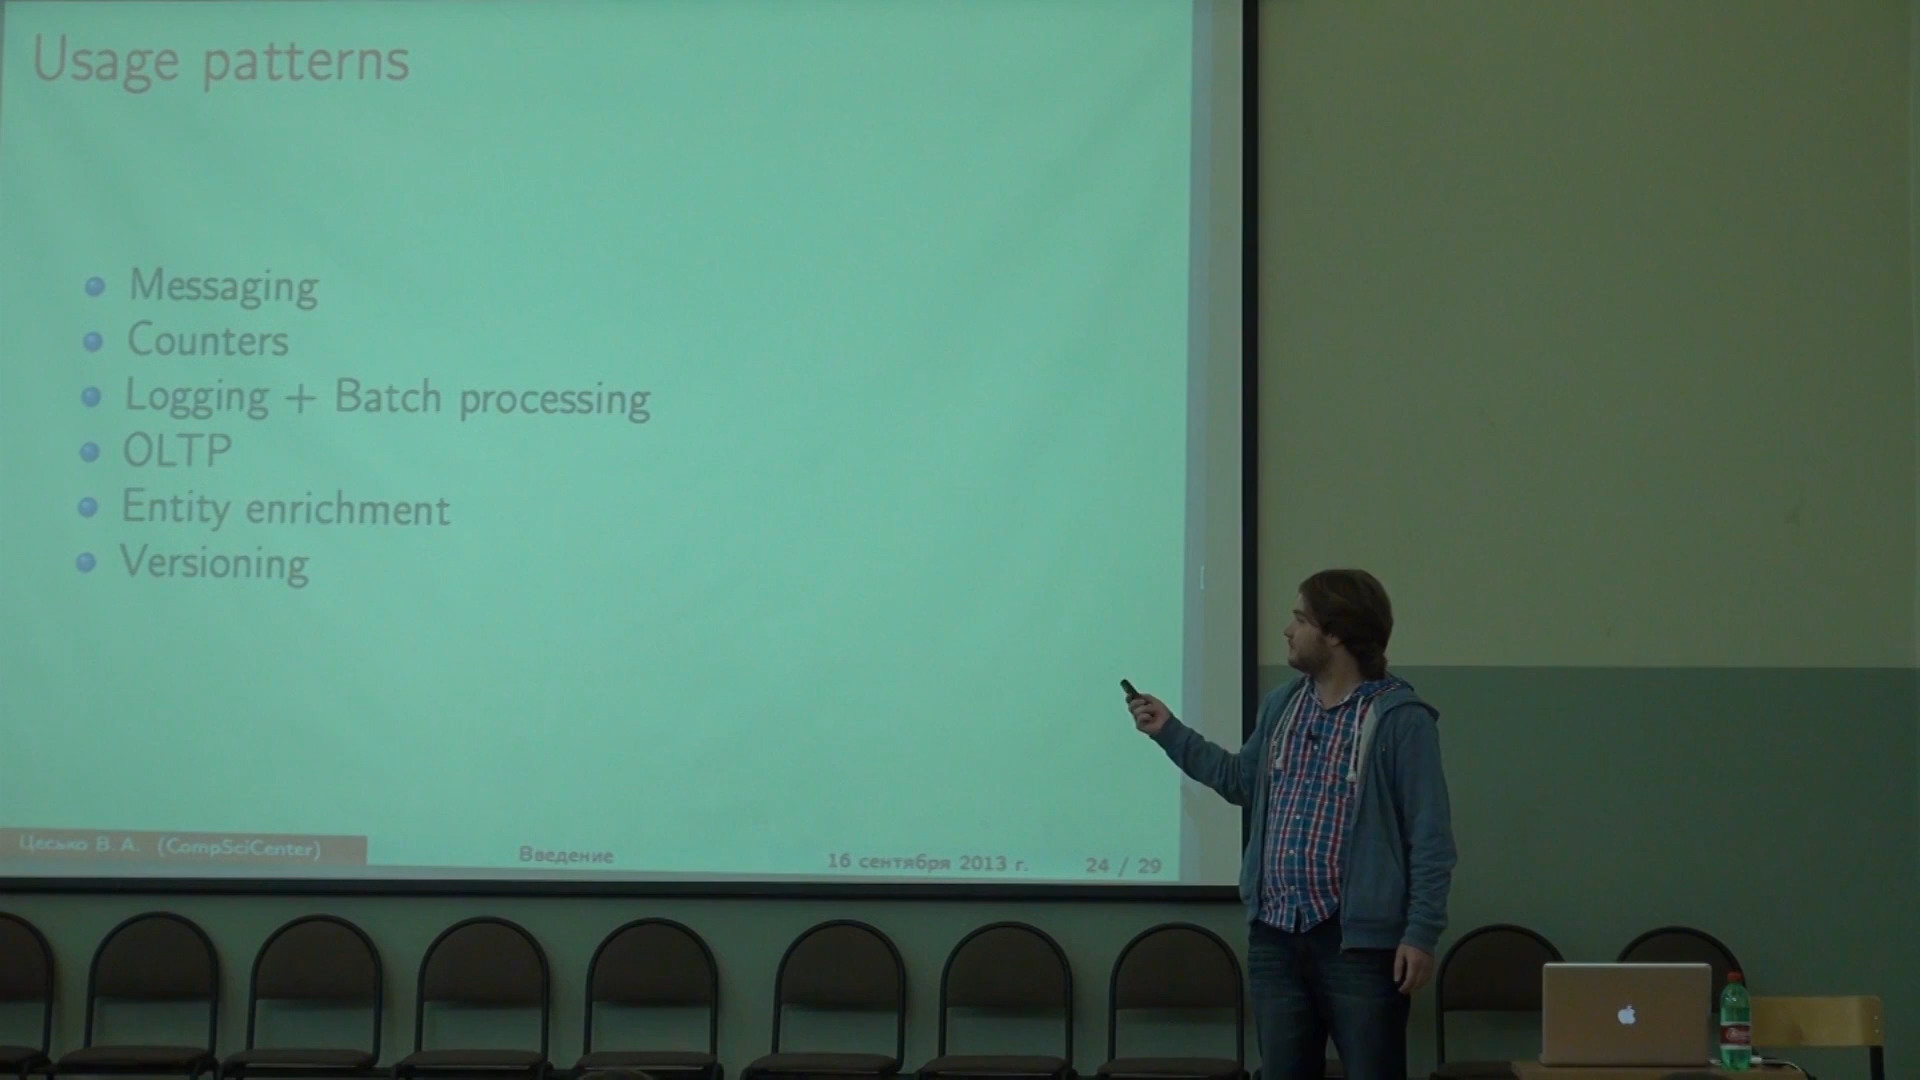 Usage patterns
Messaging
Counters
Logging + Batch processing
OLTP
Entity enrichment
Versioning
Цесько В. А. (CompSciCenter)
Введение
16 сентября 2013 г.
24 / 29